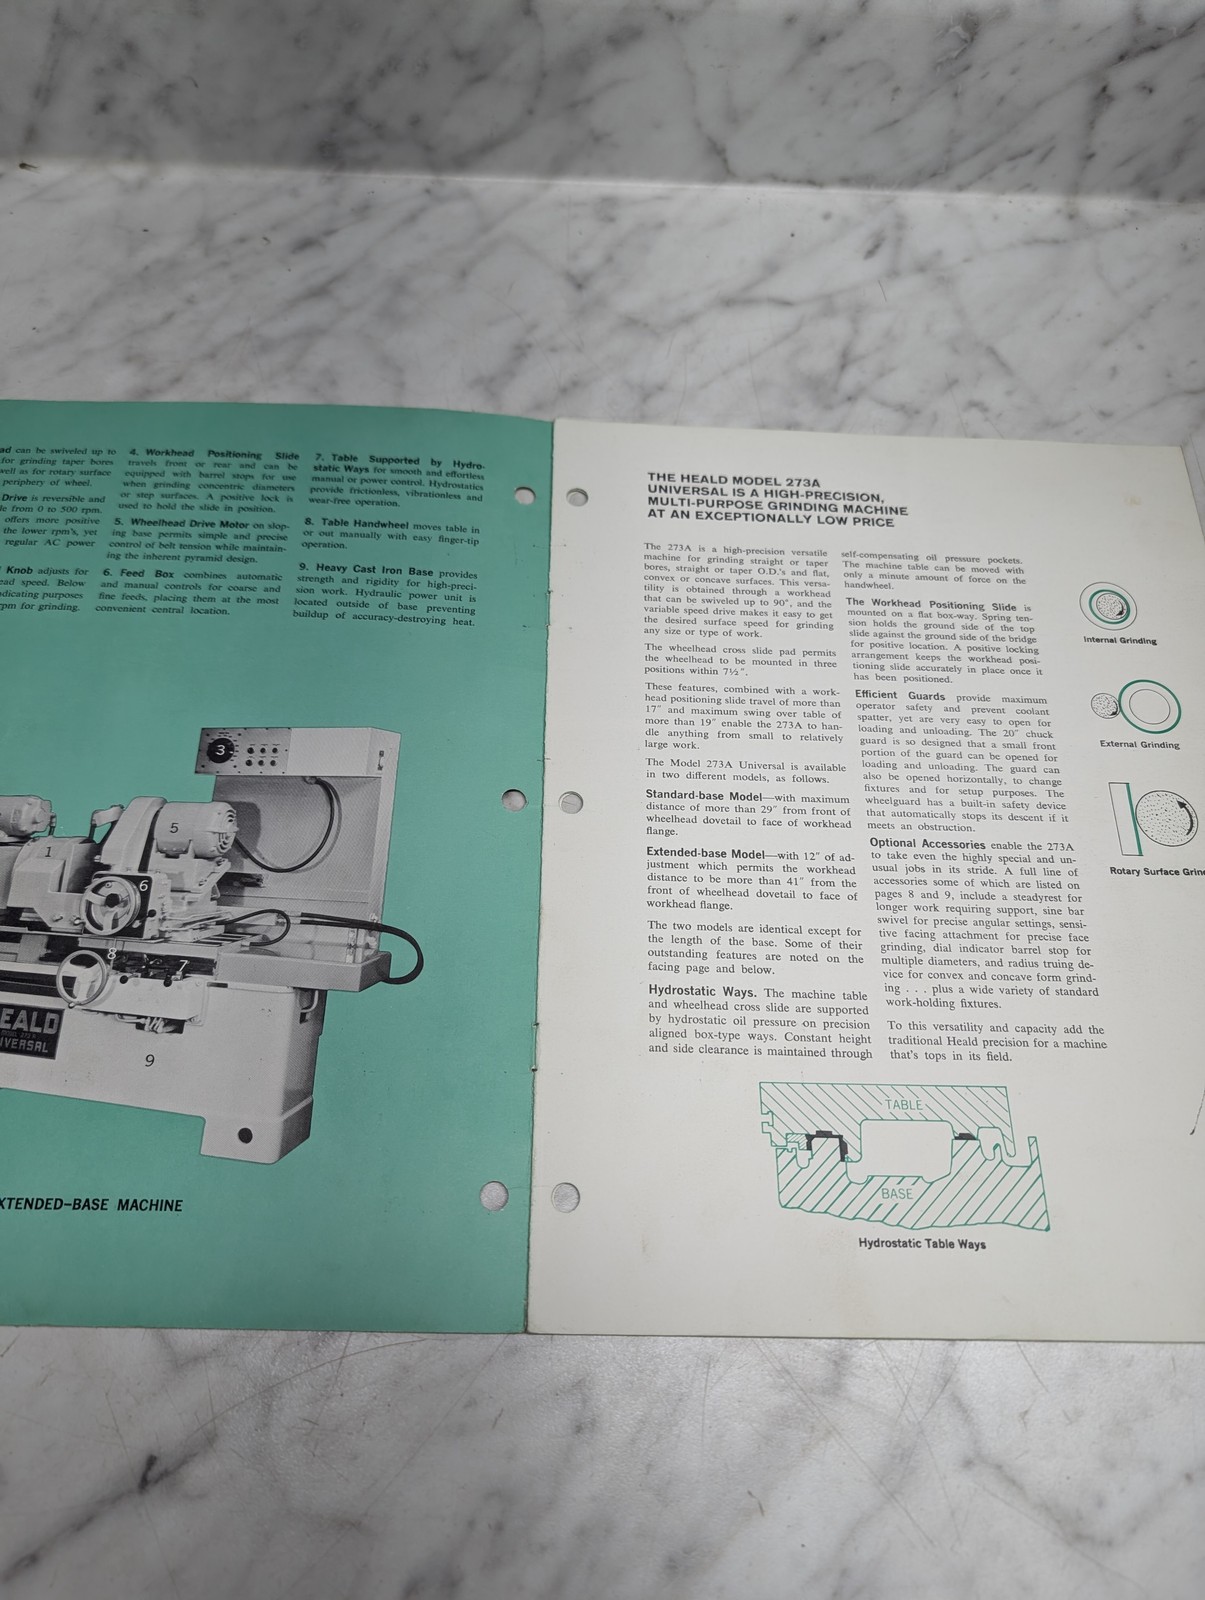 ad can be swiveled up to
for grinding taper bores
well as for rotary surface
periphery of wheel.
Drive is reversible and
le from 0 to 500 rpm.
offers more positive
the lower rpm's, yet
regular AC power
Knob adjusts for
ead speed. Below
ndicating purposes
rpm for grinding.
4. Workhead Positioning Slide
travels front or rear and can be
equipped with barrel stops for use
when grinding concentric diameters
or step surfaces. A positive lock is
used to hold the slide in position.
5. Wheelhead Drive Motor on slop-
ing base permits simple and precise
control of belt tension while maintain-
ing the inherent pyramid design.
6. Feed Box combines automatic
and manual controls for coarse and
fine feeds, placing them at the most
convenient central location.
7. Table Supported by Hydro-
static Ways for smooth and effortless
manual or power control. Hydrostatics
provide frictionless, vibrationless and
wear-free operation.
8. Table Handwheel moves table in
or out manually with easy finger-tip
operation.
9. Heavy Cast Iron Base provides
strength and rigidity for high-preci-
sion work. Hydraulic power unit is
located outside of base preventing
buildup of accuracy-destroying heat.
3
5
1
6
8
7
EALD
IVERSAL
9
XTENDED-BASE MACHINE
THE HEALD MODEL 273A
UNIVERSAL IS A HIGH-PRECISION,
MULTI-PURPOSE GRINDING MACHINE
AT AN EXCEPTIONALLY LOW PRICE
The 273A is a high-precision versatile
machine for grinding straight or taper
bores, straight or taper O.D.'s and flat,
convex or concave surfaces. This versa-
tility is obtained through a workhead
that can be swiveled up to 90°, and the
variable speed drive makes it easy to get
the desired surface speed for grinding
any size or type of work.
The wheelhead cross slide pad permits
the wheelhead to be mounted in three
positions within 7½".
These features, combined with a work-
head positioning slide travel of more than
17" and maximum swing over table of
more than 19" enable the 273A to han-
dle anything from small to relatively
large work.
The Model 273A Universal is available
in two different models, as follows.
Standard-base Model—with maximum
distance of more than 29" from front of
wheelhead dovetail to face of workhead
flange.
Extended-base Model—with 12" of ad-
justment which permits the workhead
distance to be more than 41" from the
front of wheelhead dovetail to face of
workhead flange.
The two models are identical except for
the length of the base. Some of their
outstanding features are noted on the
facing page and below.
Hydrostatic Ways. The machine table
and wheelhead cross slide are supported
by hydrostatic oil pressure on precision
aligned box-type ways. Constant height
and side clearance is maintained through
self-compensating oil pressure pockets.
The machine table can be moved with
only a minute amount of force on the
handwheel.
The Workhead Positioning Slide is
mounted on a flat box-way. Spring ten-
sion holds the ground side of the top
slide against the ground side of the bridge
for positive location. A positive locking
arrangement keeps the workhead posi-
tioning slide accurately in place once it
has been positioned.
Efficient Guards provide maximum
operator safety and prevent coolant
spatter, yet are very easy to open for
loading and unloading. The 20" chuck
guard is so designed that a small front
portion of the guard can be opened for
loading and unloading. The guard can
also be opened horizontally, to change
fixtures and for setup purposes. The
wheelguard has a built-in safety device
that automatically stops its descent if it
meets an obstruction.
Optional Accessories enable the 273A
to take even the highly special and un-
usual jobs in its stride. A full line of
accessories some of which are listed on
pages 8 and 9, include a steadyrest for
longer work requiring support, sine bar
swivel for precise angular settings, sensi-
tive facing attachment for precise face
grinding, dial indicator barrel stop for
multiple diameters, and radius truing de-
vice for convex and concave form grind-
ing . . . plus a wide variety of standard
work-holding fixtures.
To this versatility and capacity add the
traditional Heald precision for a machine
that's tops in its field.
Internal Grinding
External Grinding
Rotary Surface Grin
TABLE
BASE
Hydrostatic Table Ways